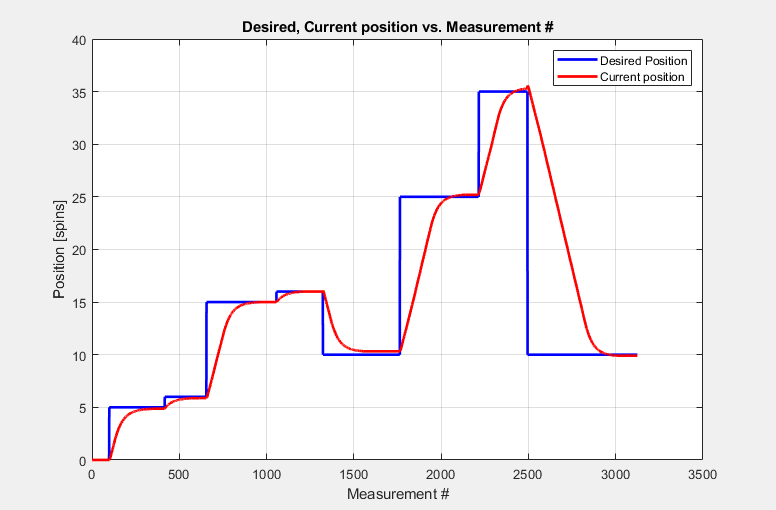 Desired, Current position vs. Measurement #
Desired Position
Current position
Position [spins]
40
35
30
25
20
15
10
5
0
0 500 1000 1500 2000 2500 3000 3500
Measurement #